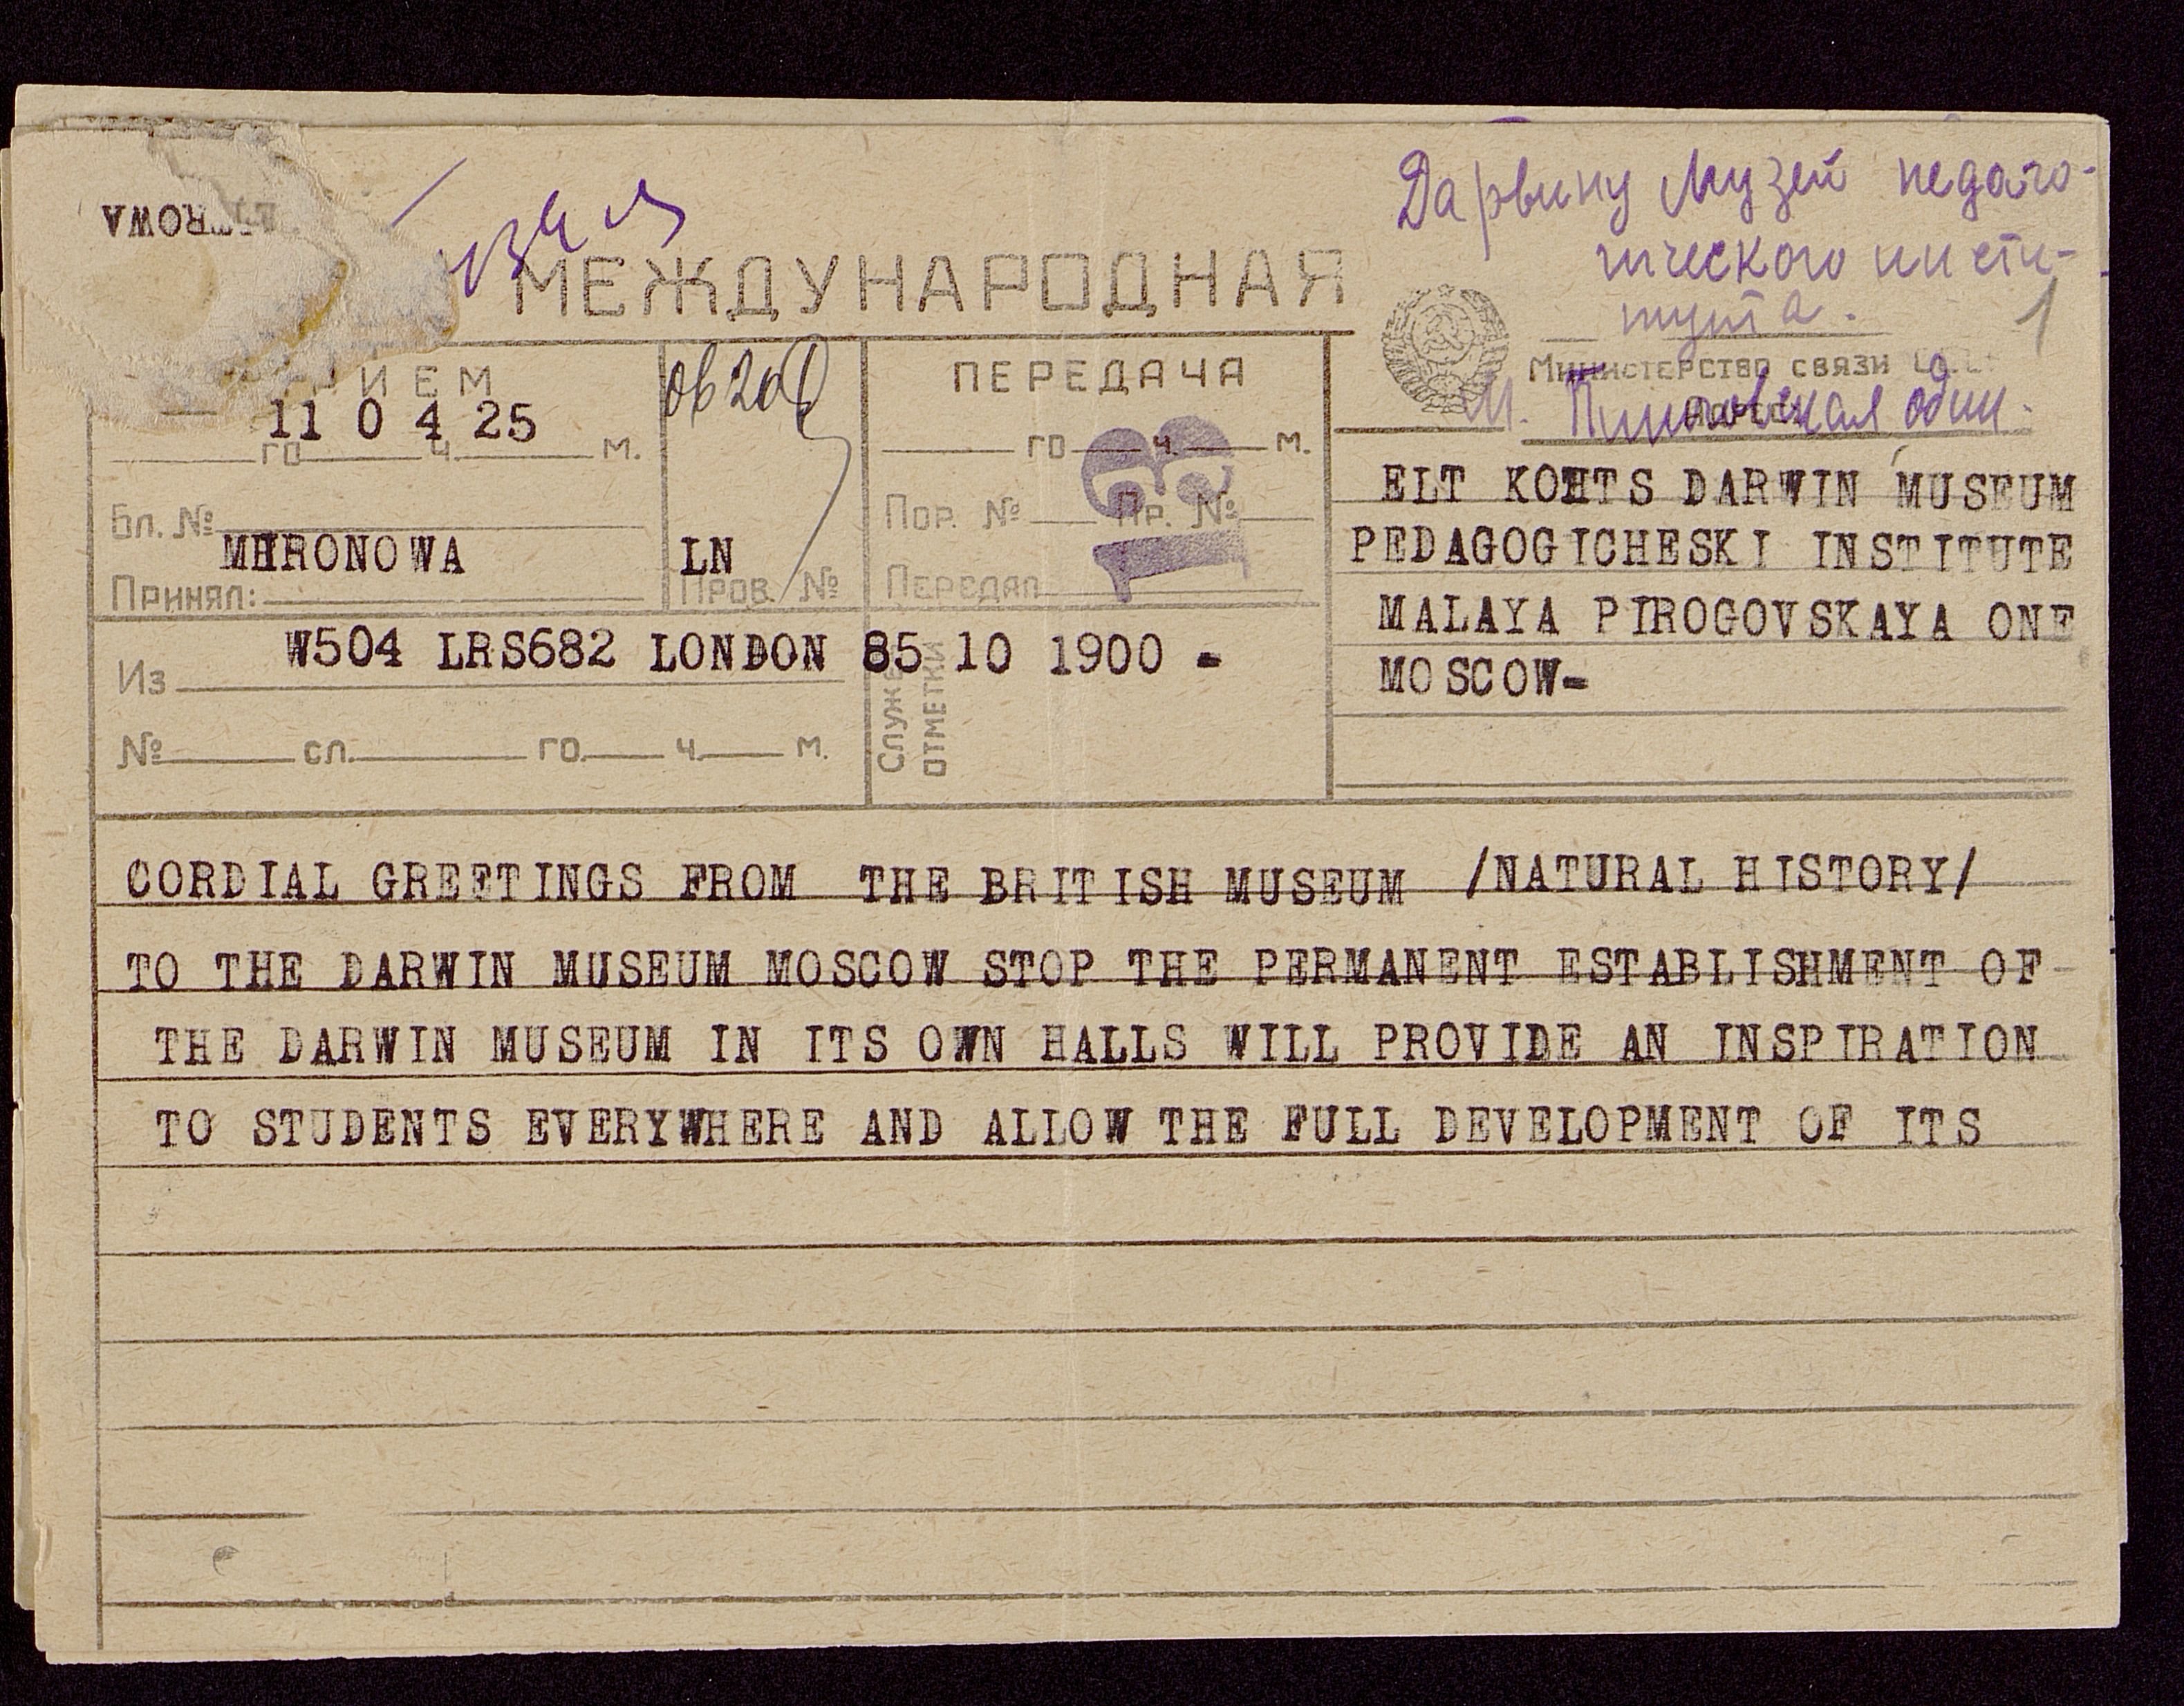 Дарвину Музей педаго-
гического инсти-
тута.
1
МЕЖДУНАРОДНАЯ
Министерство связи
М. Пироговская один.
ПРИЕМ
11 0 4 25
го ч. м.
Бл. №
MHRONOWA
Принял:
LN
Пров. №
ПЕРЕДАЧА
го ч. м.
Пор. № Пр. №
Передал
ELT KOHTS DARWIN MUSEUM
PEDAGOGICHESKI INSTITUTE
MALAYA PIROGOVSKAYA ONE
MOSCOW-
Из W504 LRS682 LONDON 85 10 1900 -
№ сл. го. ч. м.
Служ.
отметки
CORDIAL GREETINGS FROM THE BRITISH MUSEUM /NATURAL HISTORY/
TO THE DARWIN MUSEUM MOSCOW STOP THE PERMANENT ESTABLISHMENT OF
THE DARWIN MUSEUM IN ITS OWN HALLS WILL PROVIDE AN INSPIRATION
TO STUDENTS EVERYWHERE AND ALLOW THE FULL DEVELOPMENT OF ITS